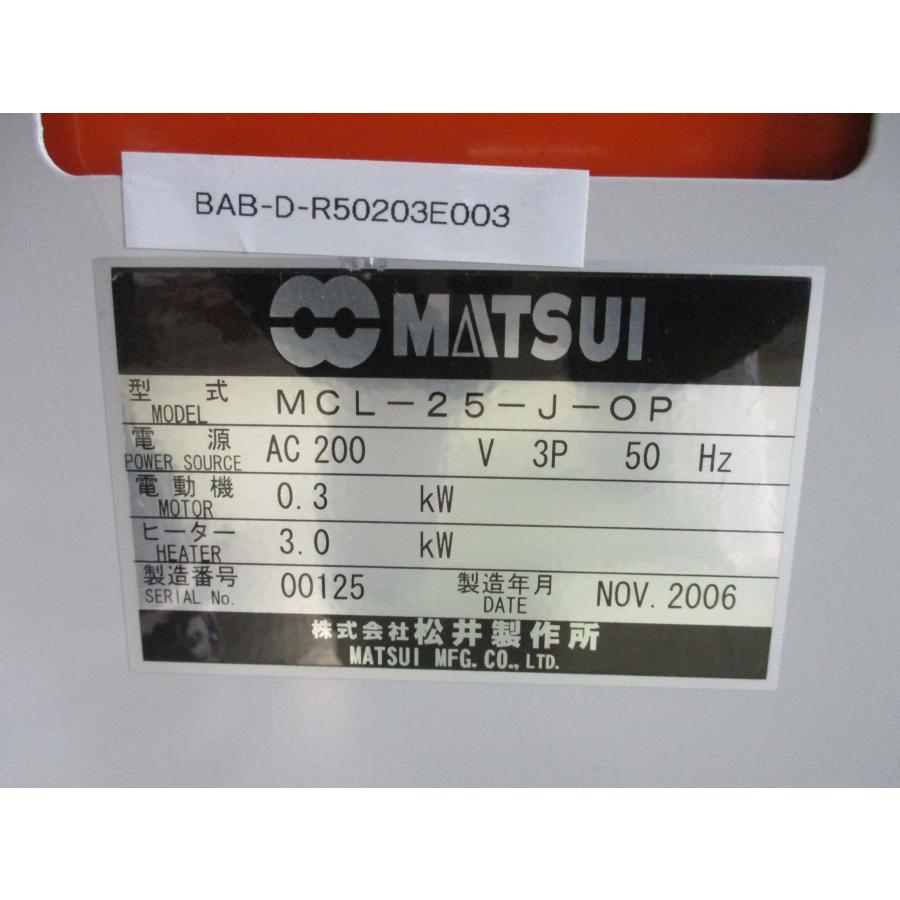 BAB-D-R50203E003
MATSUI
型式 MCL-25-J-OP
MODEL
電源 AC 200 V 3P 50 Hz
POWER SOURCE
電動機 0.3 kW
MOTOR
ヒーター 3.0 kW
HEATER
製造番号 00125 製造年月 NOV. 2006
SERIAL No. DATE
株式会社 松井製作所
MATSUI MFG. CO., LTD.